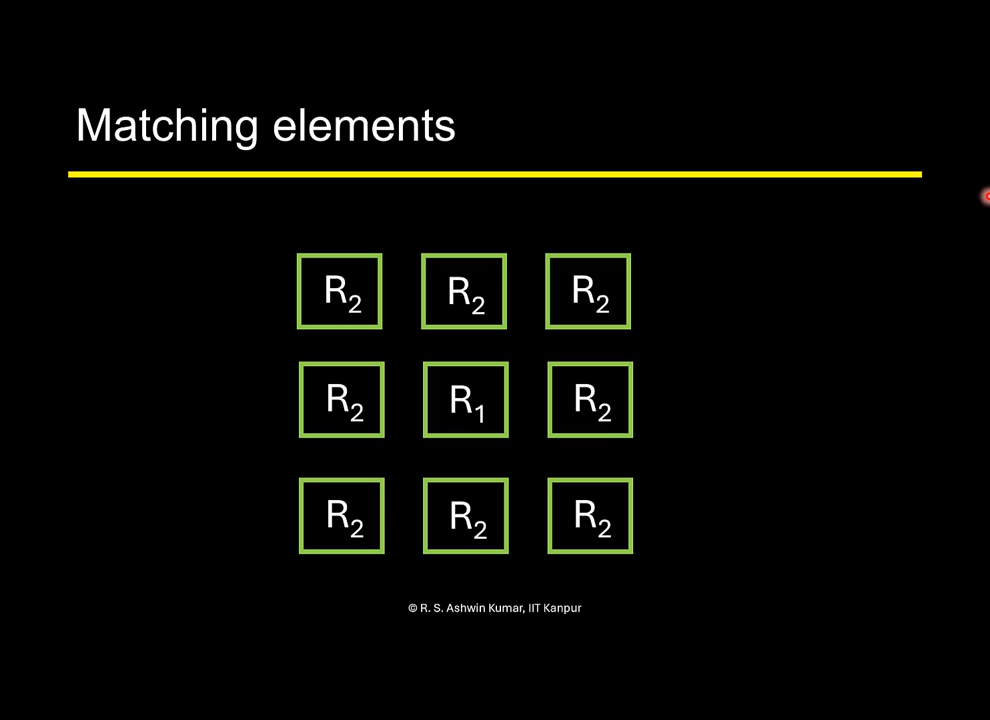 Matching elements
R₂ R₂ R₂
R₂ R₁ R₂
R₂ R₂ R₂
© R. S. Ashwin Kumar, IIT Kanpur